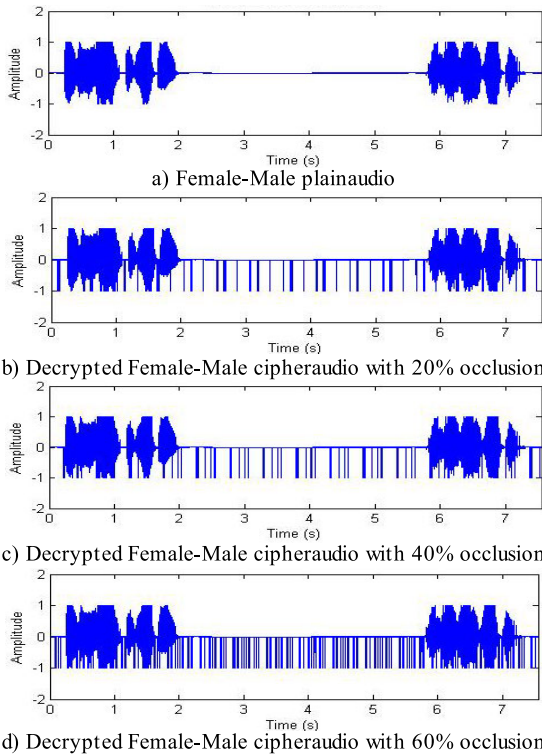 2
1
0
-1
-2
Amplitude
0 1 2 3 4 5 6 7
Time (s)
a) Female-Male plainaudio
2
1
0
-1
-2
Amplitude
0 1 2 3 4 5 6 7
Time (s)
b) Decrypted Female-Male cipheraudio with 20% occlusion
2
1
0
-1
-2
Amplitude
0 1 2 3 4 5 6 7
Time (s)
c) Decrypted Female-Male cipheraudio with 40% occlusion
2
1
0
-1
-2
Amplitude
0 1 2 3 4 5 6 7
Time (s)
d) Decrypted Female-Male cipheraudio with 60% occlusion